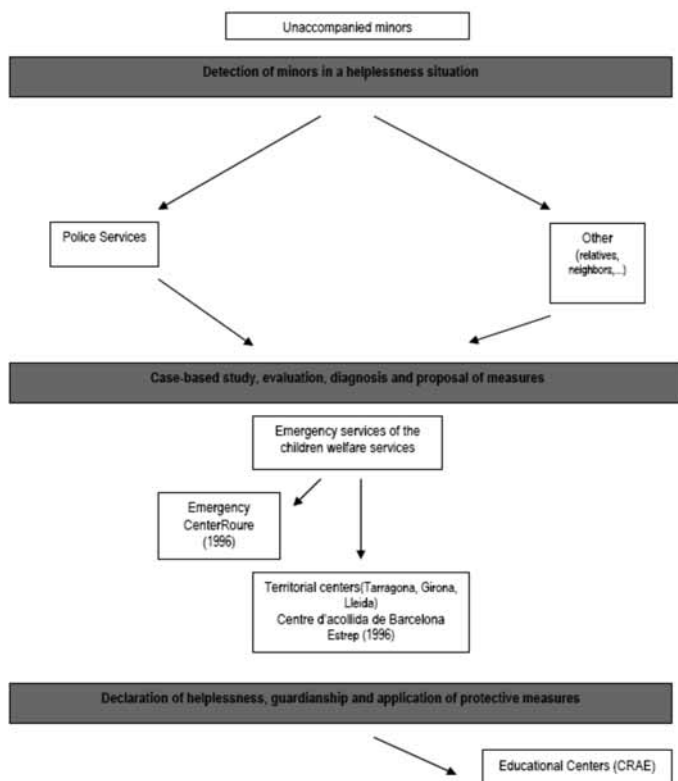 Unaccompanied minors
Detection of minors in a helplessness situation
Police Services
Other
(relatives,
neighbors,...)
Case-based study, evaluation, diagnosis and proposal of measures
Emergency services of the
children welfare services
Emergency
CenterRoure
(1996)
Territorial centers(Tarragona, Girona,
Lleida)
Centre d'acollida de Barcelona
Estrep (1996)
Declaration of helplessness, guardianship and application of protective measures
Educational Centers (CRAE)